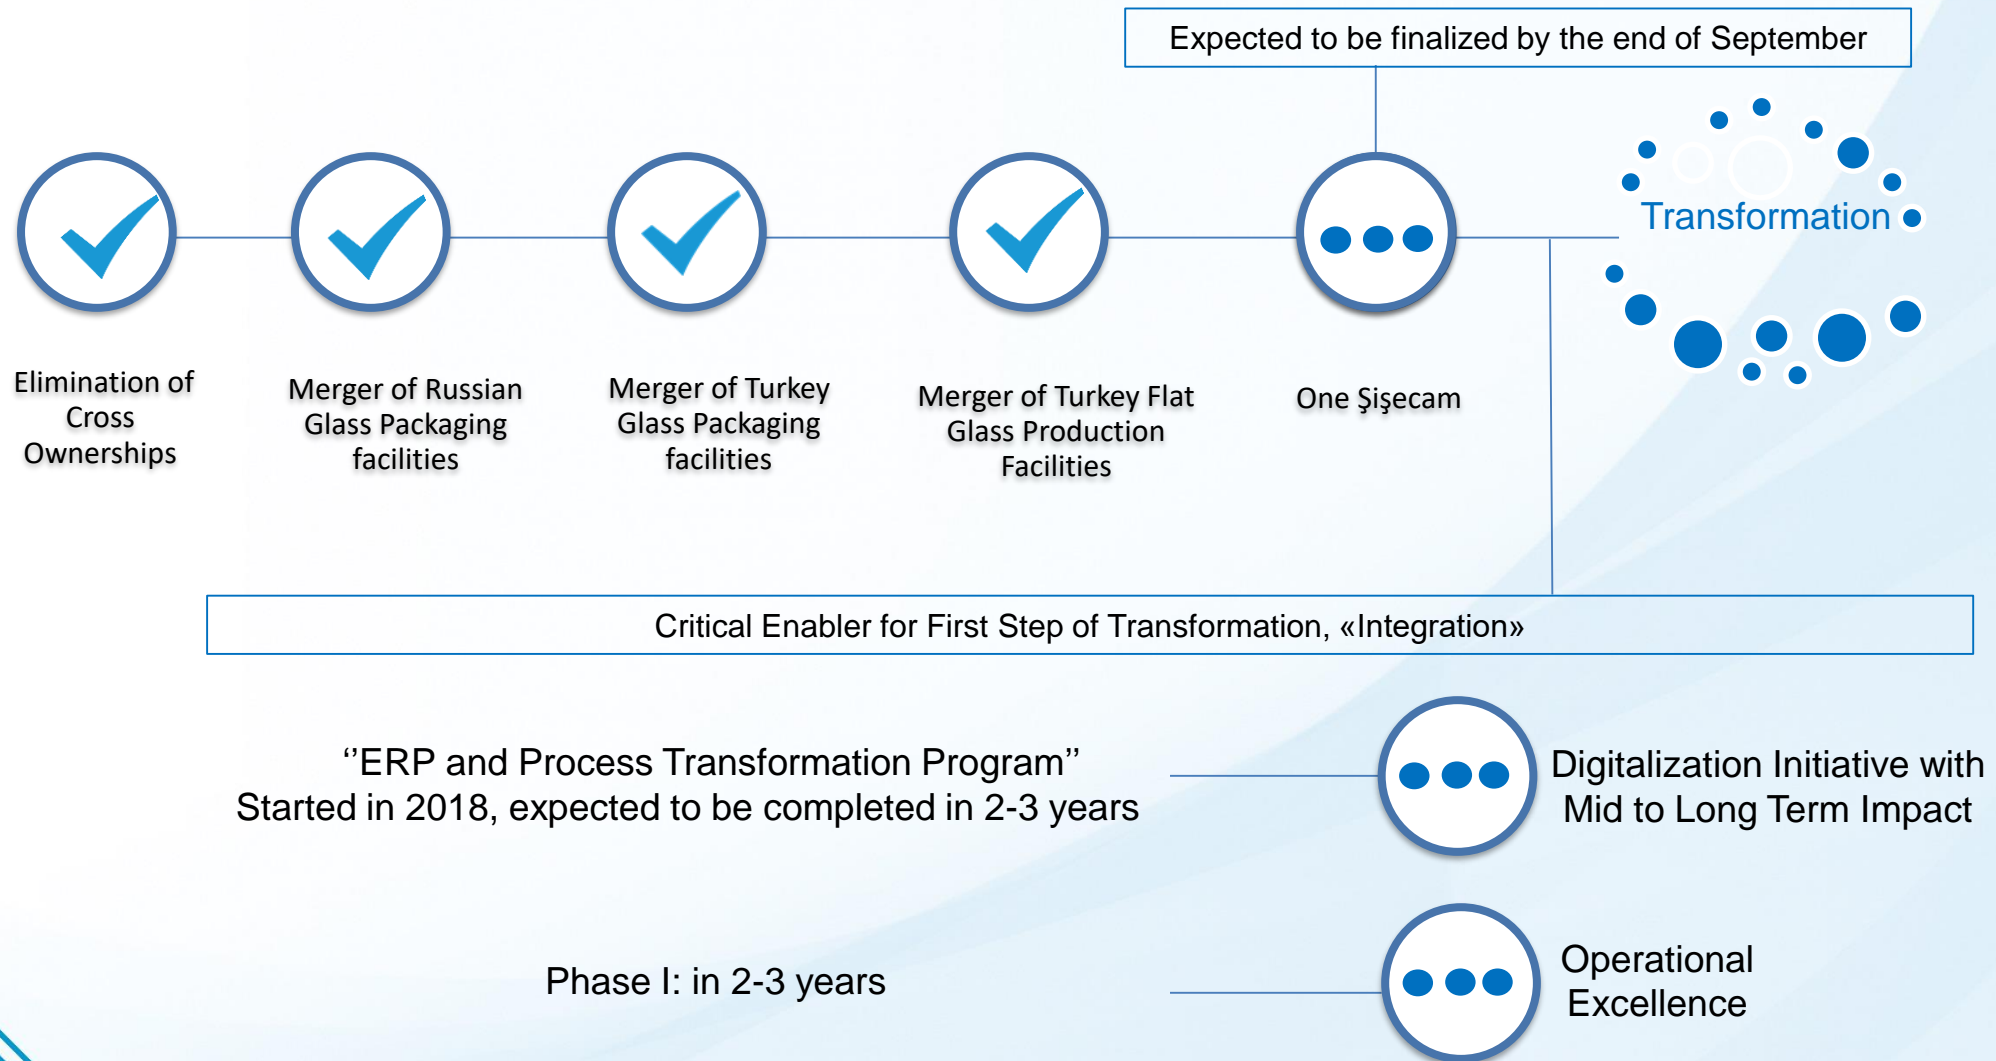 Expected to be finalized by the end of September
Transformation
Elimination of
Cross
Ownerships
Merger of Russian
Glass Packaging
facilities
Merger of Turkey
Glass Packaging
facilities
Merger of Turkey Flat
Glass Production
Facilities
One Şişecam
Critical Enabler for First Step of Transformation, «Integration»
‘’ERP and Process Transformation Program’’
Started in 2018, expected to be completed in 2-3 years
Digitalization Initiative with
Mid to Long Term Impact
Phase I: in 2-3 years
Operational
Excellence